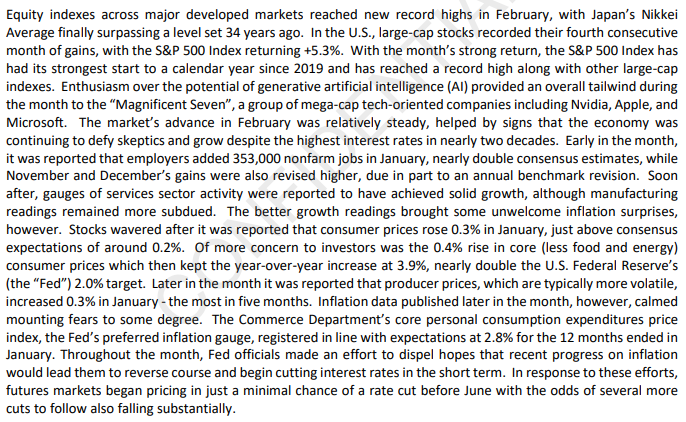 Equity indexes across major developed markets reached new record highs in February, with Japan's Nikkei
Average finally surpassing a level set 34 years ago.  In the U.S., large-cap stocks recorded their fourth consecutive
month of gains, with the S&P 500 Index returning +5.3%.  With the month's strong return, the S&P 500 Index has
had its strongest start to a calendar year since 2019 and has reached a record high along with other large-cap
indexes.  Enthusiasm over the potential of generative artificial intelligence (AI) provided an overall tailwind during
the month to the “Magnificent Seven”, a group of mega-cap tech-oriented companies including Nvidia, Apple, and
Microsoft.  The market's advance in February was relatively steady, helped by signs that the economy was
continuing to defy skeptics and grow despite the highest interest rates in nearly two decades.  Early in the month,
it was reported that employers added 353,000 nonfarm jobs in January, nearly double consensus estimates, while
November and December's gains were also revised higher, due in part to an annual benchmark revision.  Soon
after, gauges of services sector activity were reported to have achieved solid growth, although manufacturing
readings remained more subdued.  The better growth readings brought some unwelcome inflation surprises,
however.  Stocks wavered after it was reported that consumer prices rose 0.3% in January, just above consensus
expectations of around 0.2%.  Of more concern to investors was the 0.4% rise in core (less food and energy)
consumer prices which then kept the year-over-year increase at 3.9%, nearly double the U.S. Federal Reserve's
(the “Fed”) 2.0% target.  Later in the month it was reported that producer prices, which are typically more volatile,
increased 0.3% in January - the most in five months.  Inflation data published later in the month, however, calmed
mounting fears to some degree.  The Commerce Department's core personal consumption expenditures price
index, the Fed's preferred inflation gauge, registered in line with expectations at 2.8% for the 12 months ended in
January.  Throughout the month, Fed officials made an effort to dispel hopes that recent progress on inflation
would lead them to reverse course and begin cutting interest rates in the short term.  In response to these efforts,
futures markets began pricing in just a minimal chance of a rate cut before June with the odds of several more
cuts to follow also falling substantially.